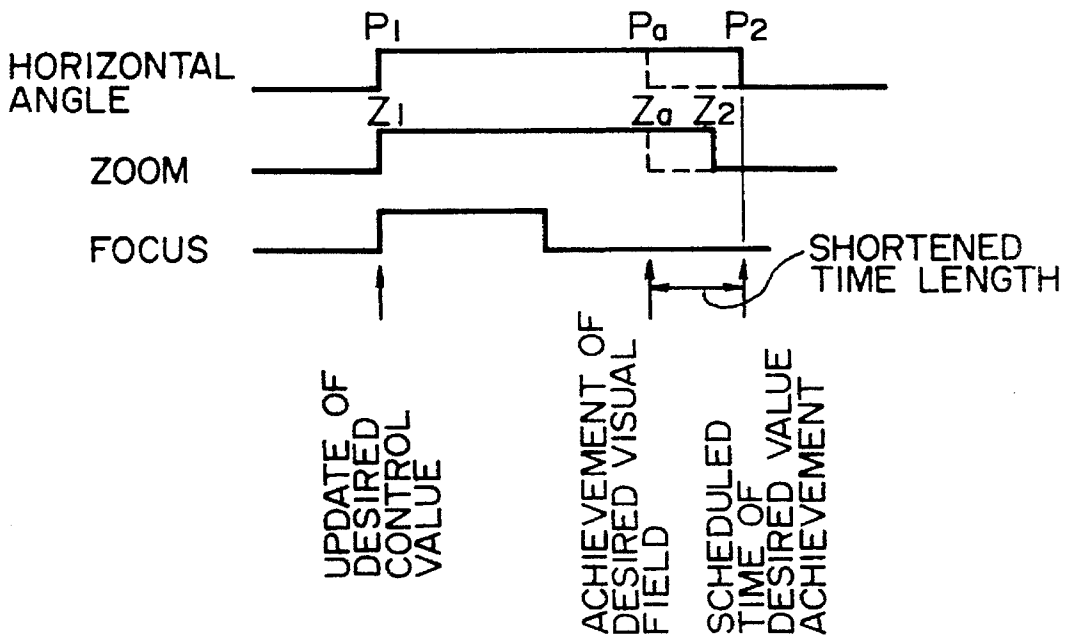 P1 Pa P2
HORIZONTAL
ANGLE
Z1 Za Z2
ZOOM
FOCUS
SHORTENED
TIME LENGTH
UPDATE OF
DESIRED
CONTROL
VALUE
ACHIEVEMENT OF
DESIRED VISUAL
FIELD
SCHEDULED
TIME OF
DESIRED VALUE
ACHIEVEMENT